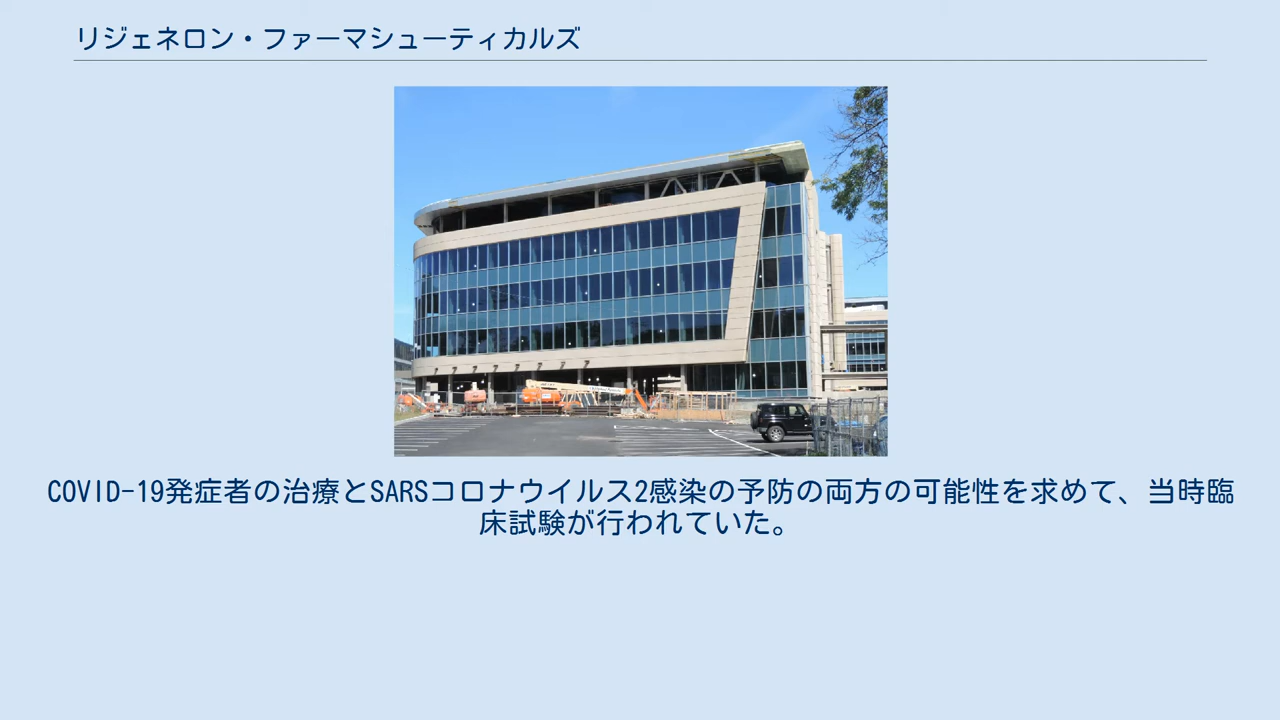 リジェネロン・ファーマシューティカルズ
COVID-19発症者の治療とSARSコロナウイルス2感染の予防の両方の可能性を求めて、当時臨
床試験が行われていた。